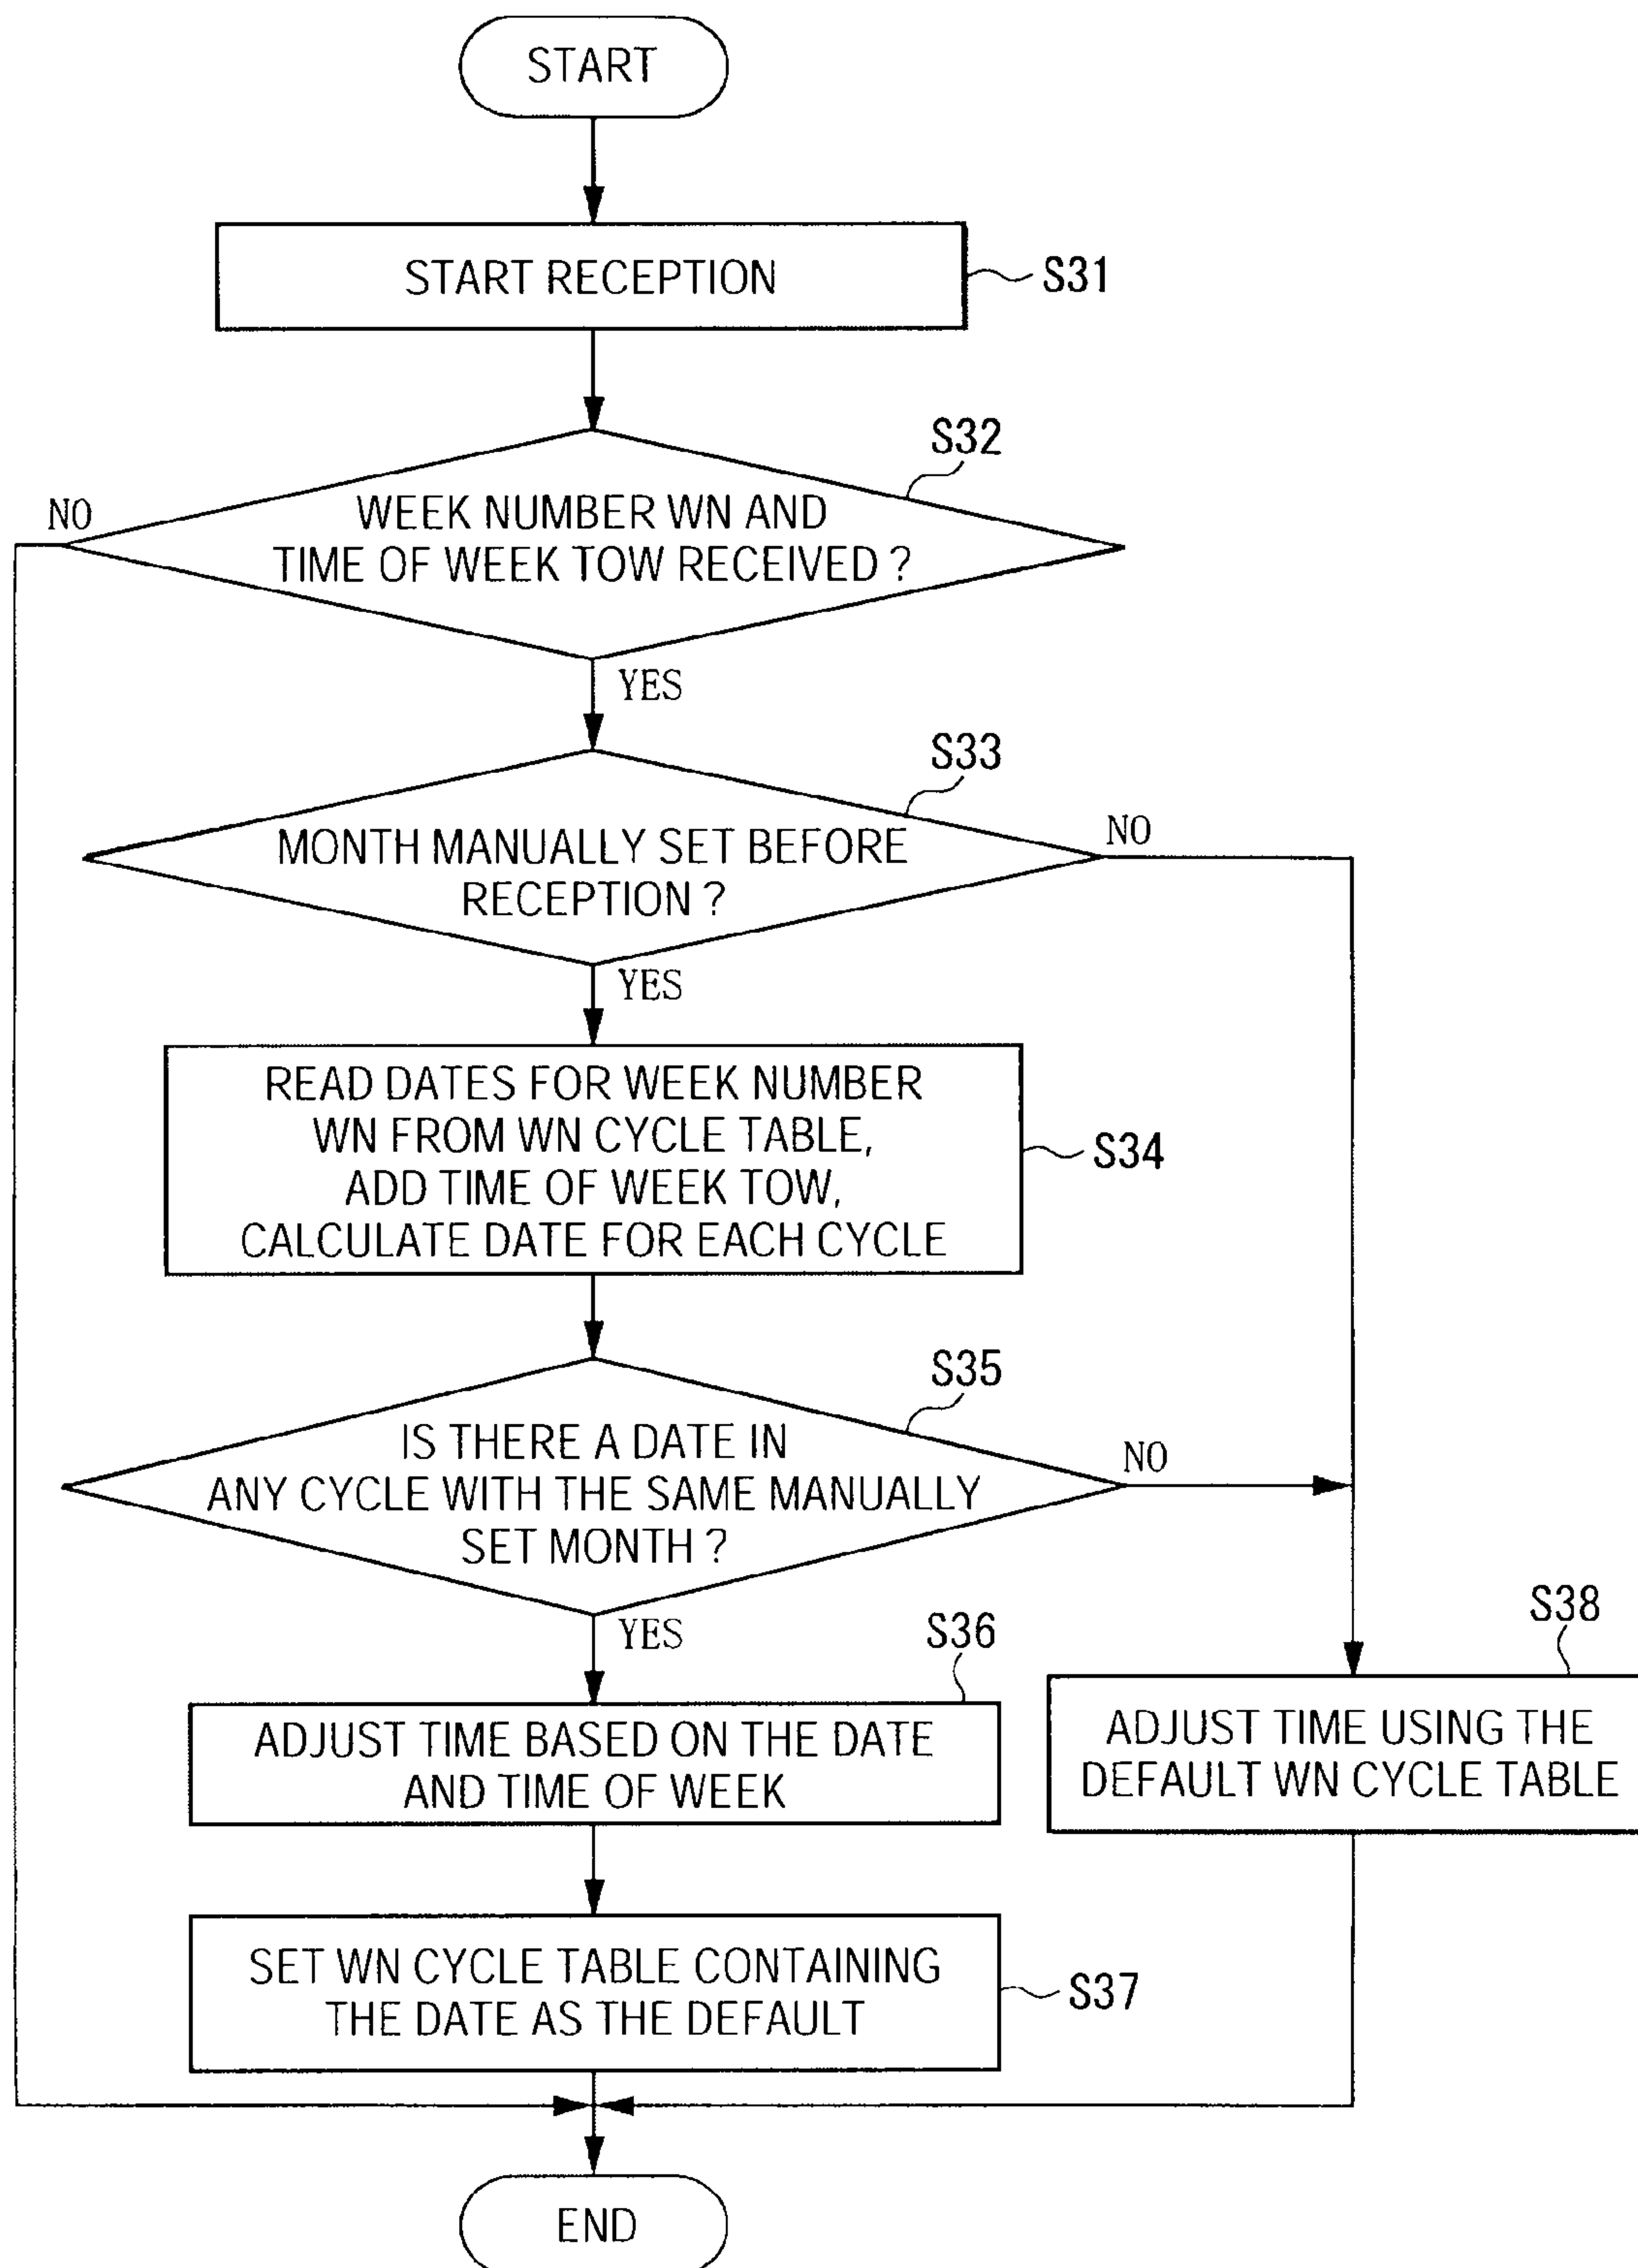 START
START RECEPTION
S31
S32
NO
WEEK NUMBER WN AND
TIME OF WEEK TOW RECEIVED ?
YES
S33
NO
MONTH MANUALLY SET BEFORE
RECEPTION ?
YES
READ DATES FOR WEEK NUMBER
WN FROM WN CYCLE TABLE,
ADD TIME OF WEEK TOW,
CALCULATE DATE FOR EACH CYCLE
S34
S35
IS THERE A DATE IN
ANY CYCLE WITH THE SAME MANUALLY
SET MONTH ?
NO
YES
S36
ADJUST TIME BASED ON THE DATE
AND TIME OF WEEK
S38
ADJUST TIME USING THE
DEFAULT WN CYCLE TABLE
SET WN CYCLE TABLE CONTAINING
THE DATE AS THE DEFAULT
S37
END